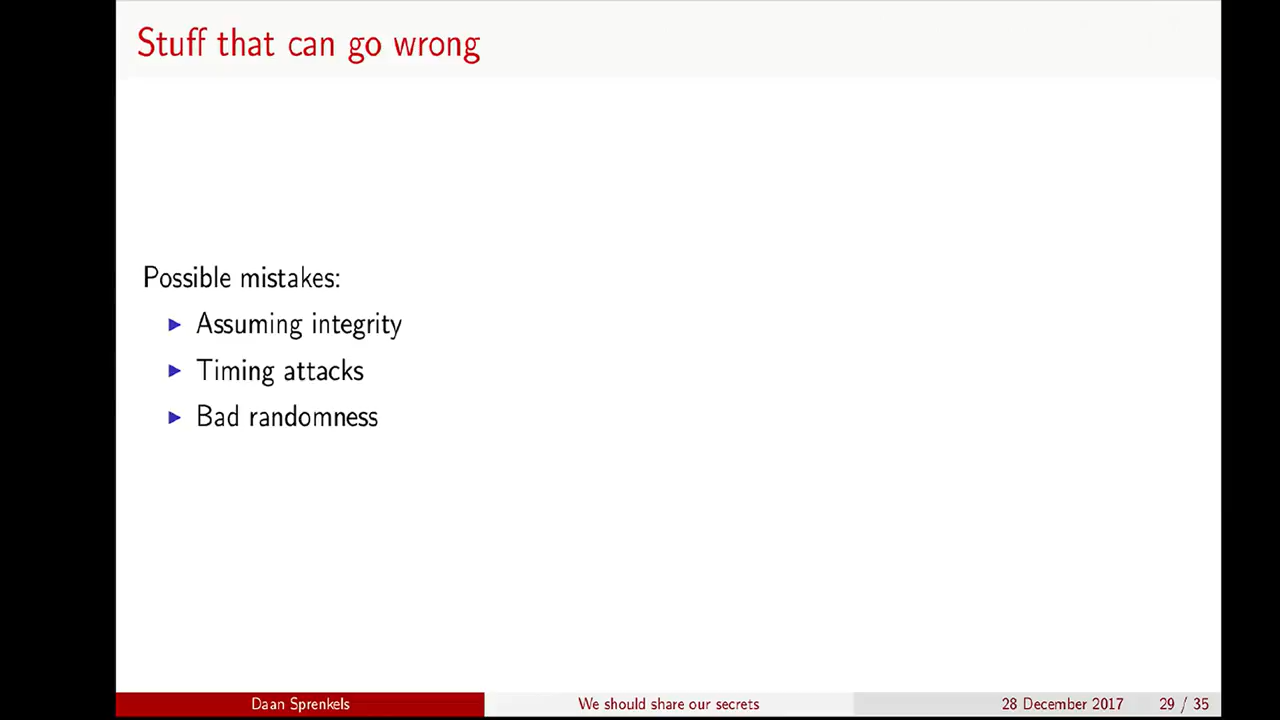 Stuff that can go wrong
Possible mistakes:
▶ Assuming integrity
▶ Timing attacks
▶ Bad randomness
Daan Sprenkels We should share our secrets 28 December 2017 29 / 35